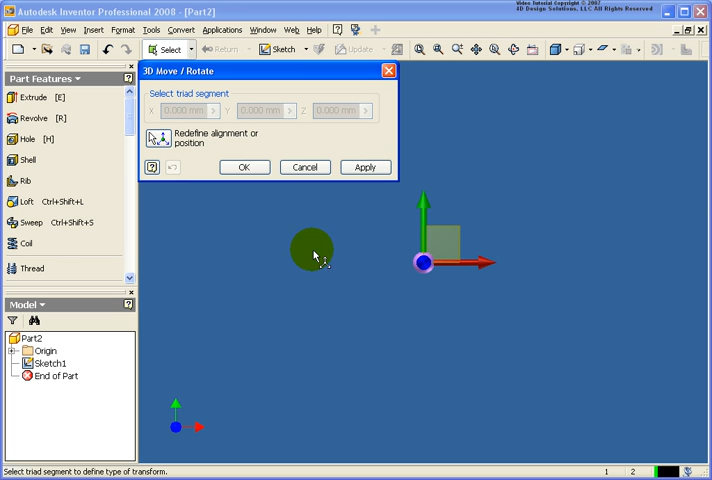 Autodesk Inventor Professional 2008 - [Part2]
Video Tutorial Copyright © 2007
4D Design Solutions, LLC All Rights Reserved
File Edit View Insert Format Tools Convert Applications Window Web Help
Select Return Sketch Update
Part Features
Extrude [E]
Revolve [R]
Hole [H]
Shell
Rib
Loft Ctrl+Shift+L
Sweep Ctrl+Shift+S
Coil
Thread
3D Move / Rotate
Select triad segment
X 0.000 mm > Y 0.000 mm > Z 0.000 mm >
Redefine alignment or
position
OK Cancel Apply
Model
Part2
Origin
Sketch1
End of Part
Select triad segment to define type of transform. 1 2